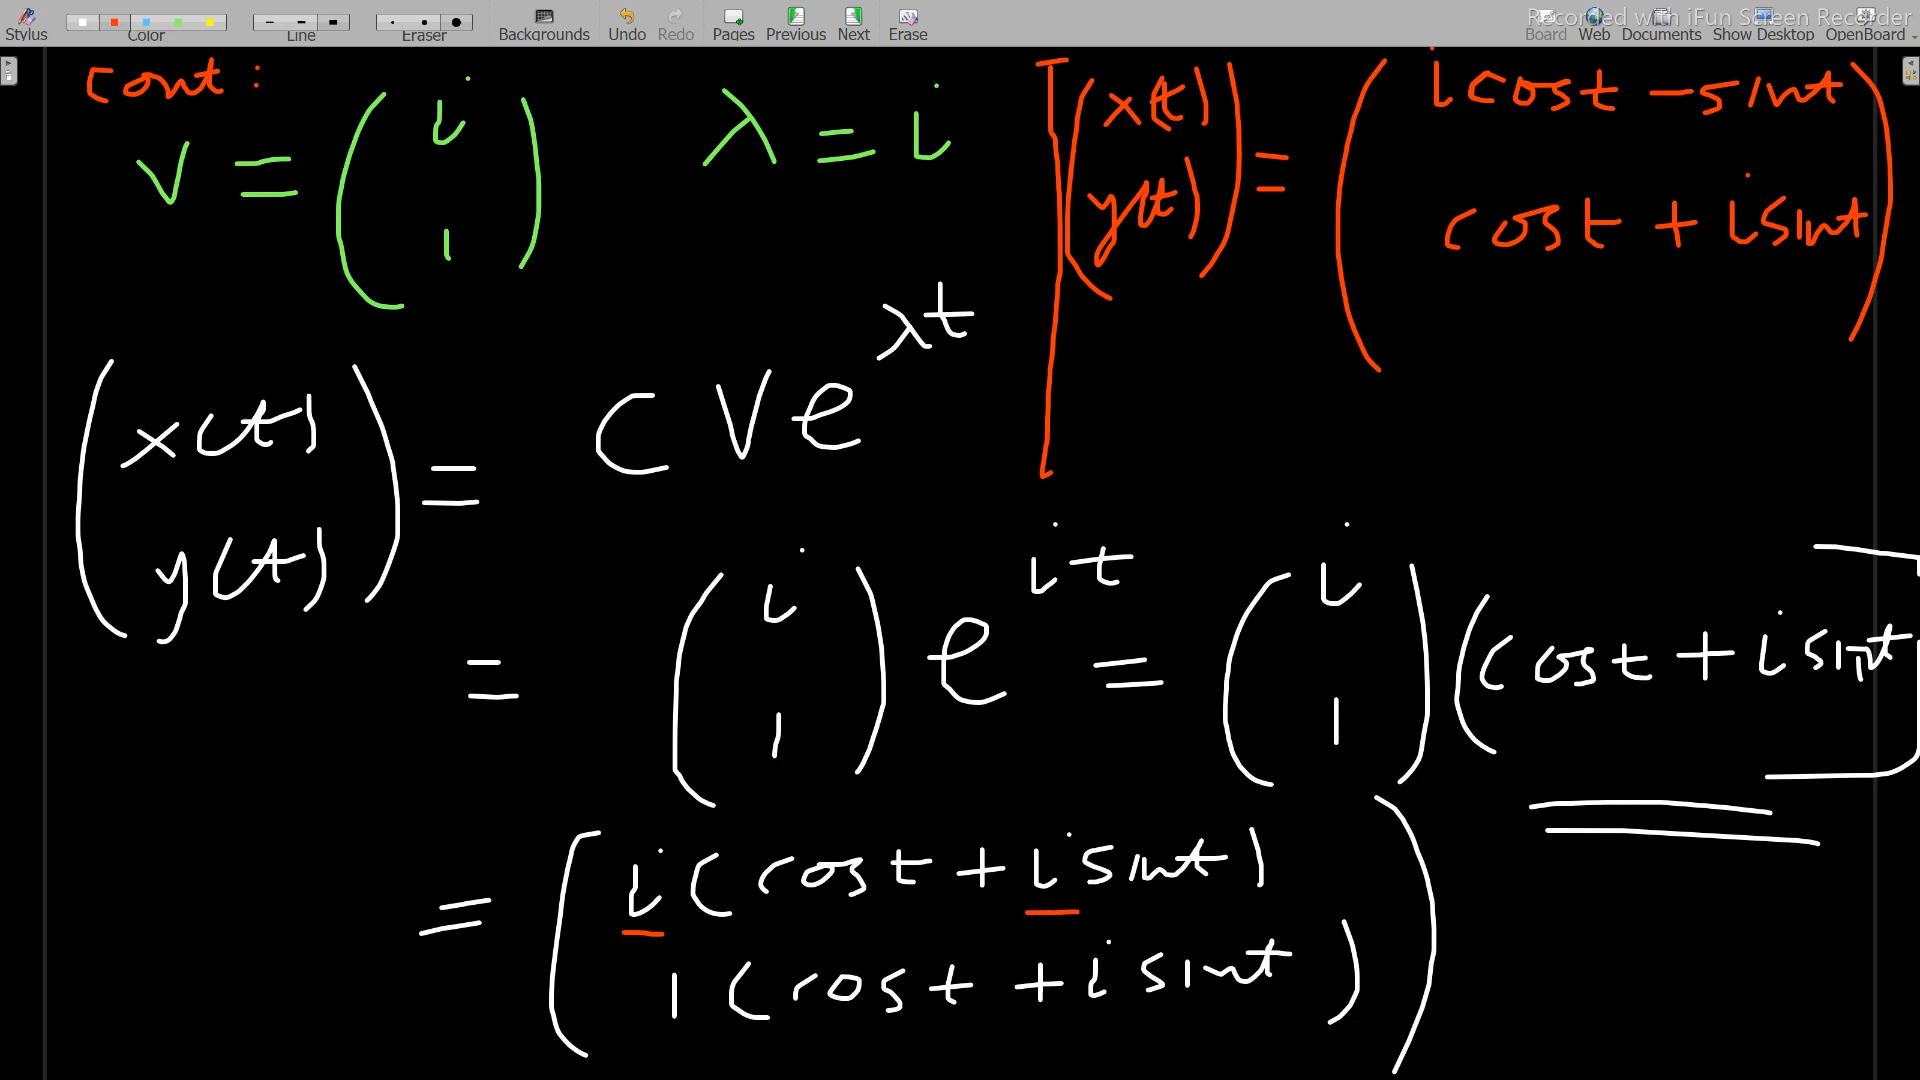 Recorded with iFun Screen Recorder
Stylus Color Line Eraser Backgrounds Undo Redo Pages Previous Next Erase Board Web Documents Show Desktop OpenBoard
cont :
v = ( i 1 ) λ = i
( x(t) y(t) ) = ( i cost - sint cost + i sint )
( x(t) y(t) ) = c v e^λt
= ( i 1 ) e^it = ( i 1 ) ( cost + i sint
= ( i ( cost + i sint )
1 ( cost + i sint ) )